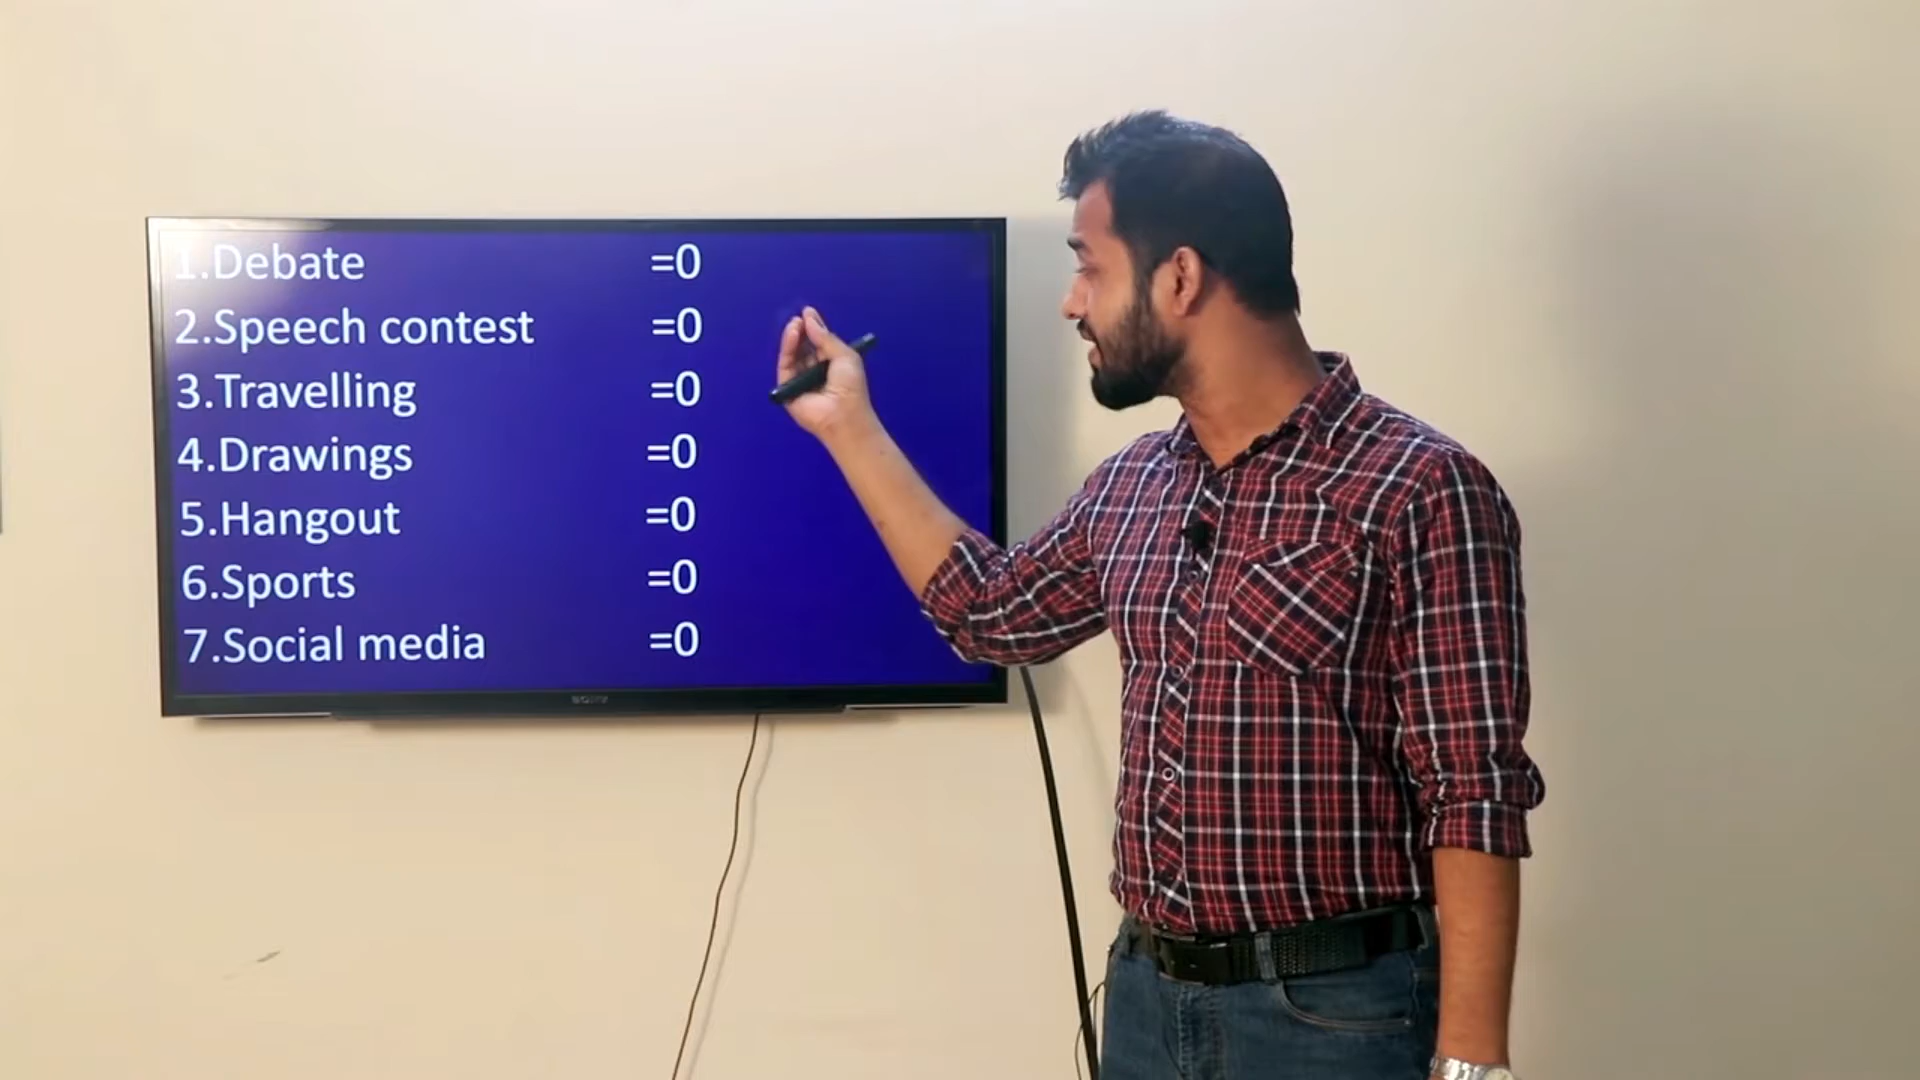 1.Debate =0
2.Speech contest =0
3.Travelling =0
4.Drawings =0
5.Hangout =0
6.Sports =0
7.Social media =0
SONY